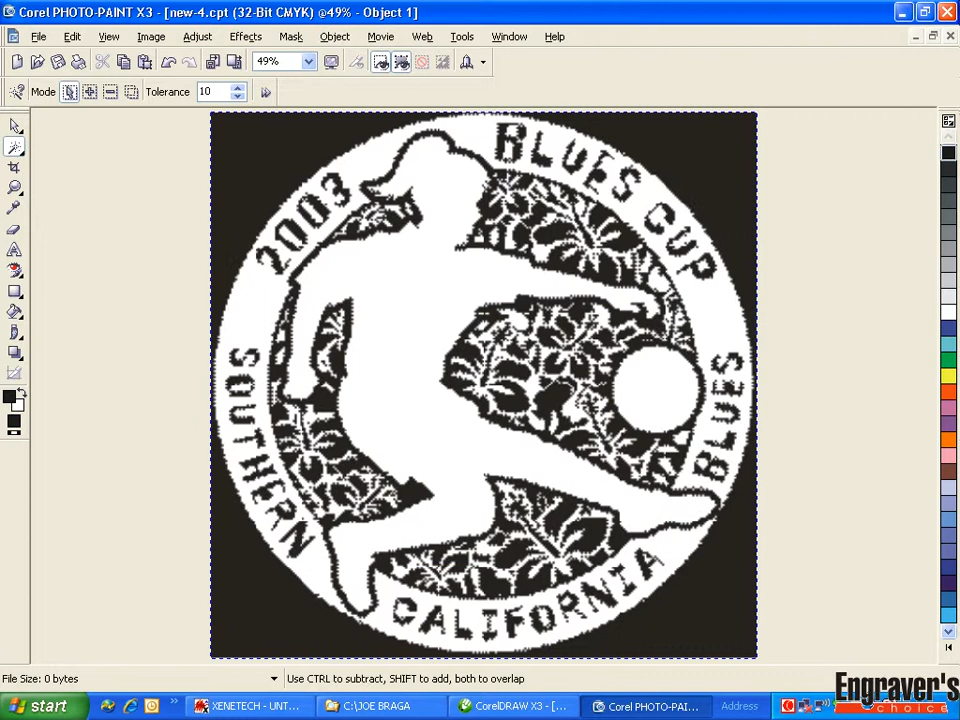 Corel PHOTO-PAINT X3 - [new-4.cpt (32-Bit CMYK) @49% - Object 1]
File Edit View Image Adjust Effects Mask Object Movie Web Tools Window Help
49%
Mode Tolerance 10
2003 BLUES CUP
SOUTHERN CALIFORNIA BLUES
File Size: 0 bytes Use CTRL to subtract, SHIFT to add, both to overlap
start XENETECH - UNT... C:\JOE BRAGA CorelDRAW X3 - [... Corel PHOTO-PAI... Address
Engraver's
choice